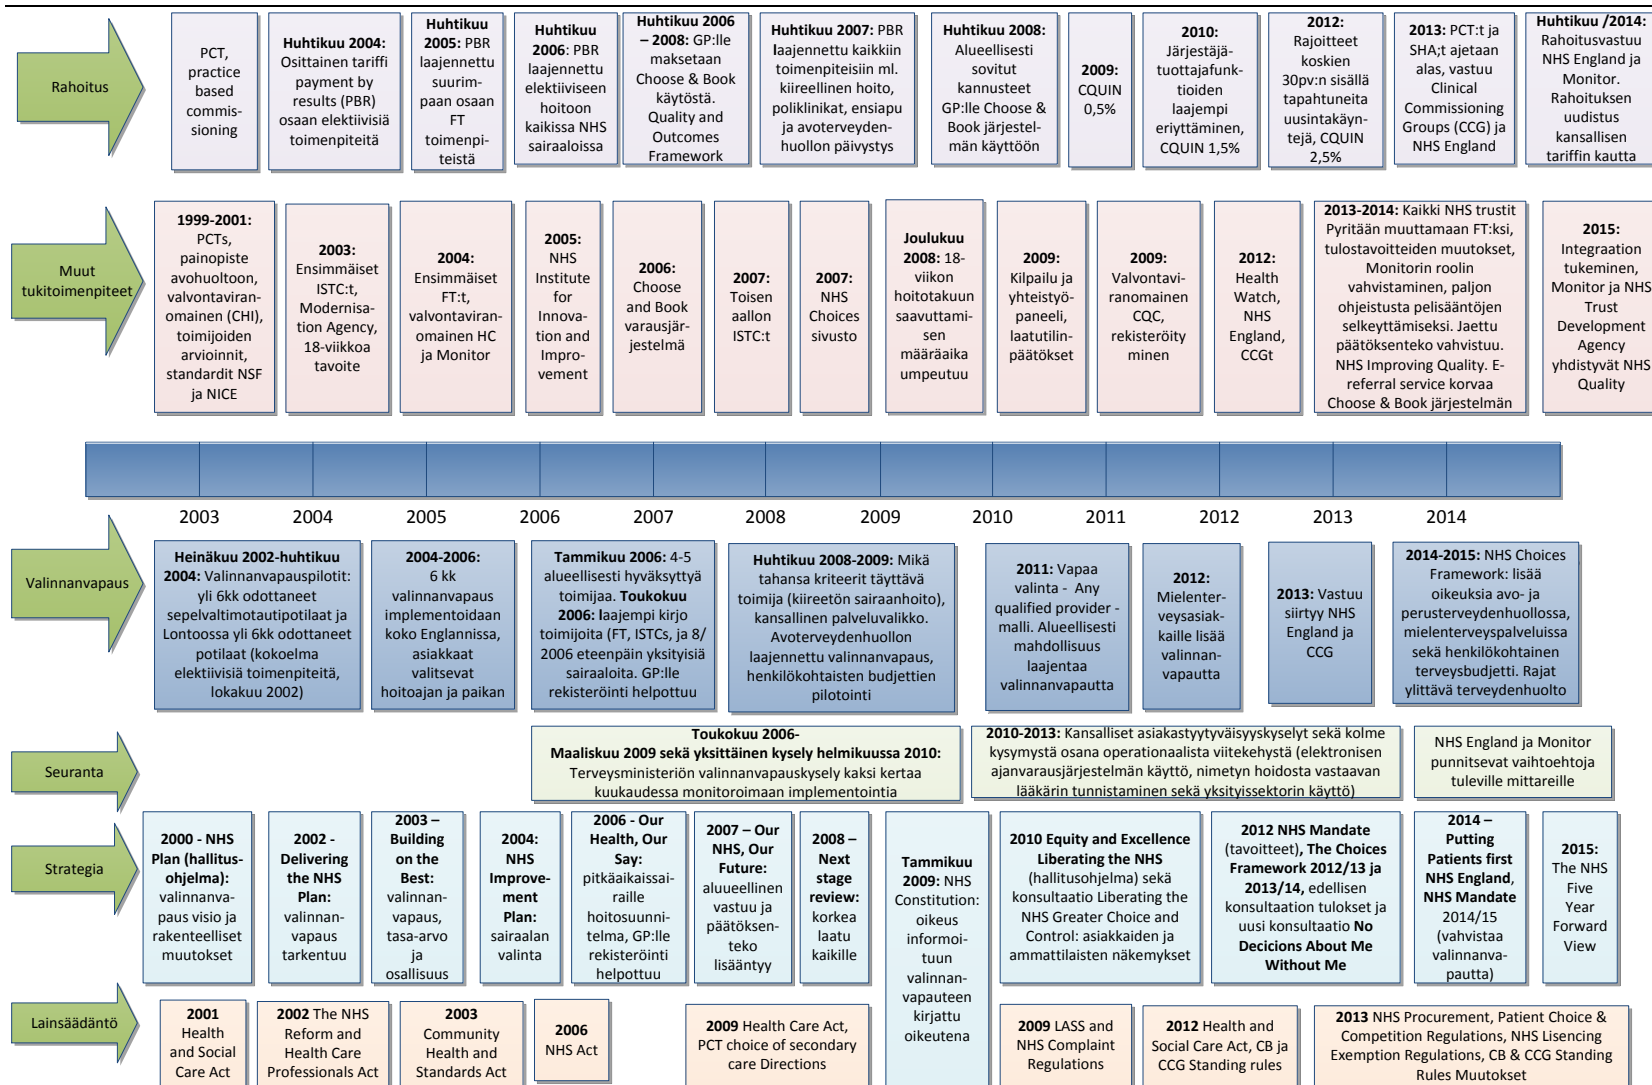 Rahoitus
PCT,
practice
based
commis-
sioning
Huhtikuu 2004:
Osittainen tariffi
payment by
results (PBR)
osaan elektiivisiä
toimenpiteitä
Huhtikuu
2005: PBR
laajennettu
suurim-
paan osaan
FT
toimenpi-
teistä
Huhtikuu
2006: PBR
laajennettu
elektiiviseen
hoitoon
kaikissa NHS
sairaaloissa
Huhtikuu 2006
– 2008: GP:lle
maksetaan
Choose & Book
käytöstä.
Quality and
Outcomes
Framework
Huhtikuu 2007: PBR
laajennettu kaikkiin
toimenpiteisiin ml.
kiireellinen hoito,
poliklinikat, ensiapu
ja avoterveyden-
huollon päivystys
Huhtikuu 2008:
Alueellisesti
sovitut
kannusteet
GP:lle Choose &
Book järjestel-
män käyttöön
2009:
CQUIN
0,5%
2010:
Järjestäjä-
tuottajafunk-
tioiden
laajempi
eriyttäminen,
CQUIN 1,5%
2012:
Rajoitteet
koskien
30pv:n sisällä
tapahtuneita
uusintakäyn-
tejä, CQUIN
2,5%
2013: PCT:t ja
SHA;t ajetaan
alas, vastuu
Clinical
Commissioning
Groups (CCG) ja
NHS England
Huhtikuu /2014:
Rahoitusvastuu
NHS England ja
Monitor.
Rahoituksen
uudistus
kansallisen
tariffin kautta
Muut
tukitoimenpiteet
1999-2001:
PCTs,
painopiste
avohuoltoon,
valvontaviran-
omainen (CHI),
toimijoiden
arvioinnit,
standardit NSF
ja NICE
2003:
Ensimmäiset
ISTC:t,
Modernisa-
tion Agency,
18-viikkoa
tavoite
2004:
Ensimmäiset
FT:t,
valvontaviran-
omainen HC
ja Monitor
2005:
NHS
Institute
for
Innova-
tion and
Impro-
vement
2006:
Choose
and Book
varausjär-
jestelmä
2007:
Toisen
aallon
ISTC:t
2007:
NHS
Choices
sivusto
Joulukuu
2008: 18-
viikon
hoitotakuun
saavuttami-
sen
määräaika
umpeutuu
2009:
Kilpailu ja
yhteistyö-
paneeli,
laatutilin-
päätökset
2009:
Valvontavi-
ranomainen
CQC,
rekisteröity
minen
2012:
Health
Watch,
NHS
England,
CCGt
2013-2014: Kaikki NHS trustit
Pyritään muuttamaan FT:ksi,
tulostavoitteiden muutokset,
Monitorin roolin
vahvistaminen, paljon
ohjeistusta pelisääntöjen
selkeyttämiseksi. Jaettu
päätöksenteko vahvistuu.
NHS Improving Quality. E-
referral service korvaa
Choose & Book järjestelmän
2015:
Integraation
tukeminen,
Monitor ja NHS
Trust
Development
Agency
yhdistyvät NHS
Quality
2003
2004
2005
2006
2007
2008
2009
2010
2011
2012
2013
2014
Valinnanvapaus
Heinäkuu 2002-huhtikuu
2004: Valinnanvapauspilotit:
yli 6kk odottaneet
sepelvaltimotautipotilaat ja
Lontoossa yli 6kk odottaneet
potilaat (kokoelma
elektiivisiä toimenpiteitä,
lokakuu 2002)
2004-2006:
6 kk
valinnanvapaus
implementoidaan
koko Englannissa,
asiakkaat
valitsevat
hoitoajan ja paikan
Tammikuu 2006: 4-5
alueellisesti hyväksyttyä
toimijaa. Toukokuu
2006: laajempi kirjo
toimijoita (FT, ISTCs, ja 8/
2006 eteenpäin yksityisiä
sairaaloita. GP:lle
rekisteröinti helpottuu
Huhtikuu 2008-2009: Mikä
tahansa kriteerit täyttävä
toimija (kiireetön sairaanhoito),
kansallinen palveluvalikko.
Avoterveydenhuollon
laajennettu valinnanvapaus,
henkilökohtaisten budjettien
pilotointi
2011: Vapaa
valinta - Any
qualified provider -
malli. Alueellisesti
mahdollisuus
laajentaa
valinnanvapautta
2012:
Mielenter-
veysasiak-
kaille lisää
valinnan-
vapautta
2013: Vastuu
siirtyy NHS
England ja
CCG
2014-2015: NHS Choices
Framework: lisää
oikeuksia avo- ja
perusterveydenhuollossa,
mielenterveyspalveluissa
sekä henkilökohtainen
terveysbudjetti. Rajat
ylittävä terveydenhuolto
Seuranta
Toukokuu 2006-
Maaliskuu 2009 sekä yksittäinen kysely helmikuussa 2010:
Terveysministeriön valinnanvapauskysely kaksi kertaa
kuukaudessa monitoroimaan implementointia
2010-2013: Kansalliset asiakastyytyväisyyskyselyt sekä kolme
kysymystä osana operationaalista viitekehystä (elektronisen
ajanvarausjärjestelmän käyttö, nimetyn hoidosta vastaavan
lääkärin tunnistaminen sekä yksityissektorin käyttö)
NHS England ja Monitor
punnitsevat vaihtoehtoja
tuleville mittareille
Strategia
2000 - NHS
Plan (hallitus-
ohjelma):
valinnanva-
paus visio ja
rakenteelliset
muutokset
2002 -
Delivering
the NHS
Plan:
valinnan-
vapaus
tarkentuu
2003 –
Building
on the
Best:
valinnan-
vapaus,
tasa-arvo
ja
osallisuus
2004:
NHS
Improve-
ment
Plan:
sairaalan
valinta
2006 - Our
Health, Our
Say:
pitkäaikaissai-
raille
hoitosuunni-
telma, GP:lle
rekisteröinti
helpottuu
2007 – Our
NHS, Our
Future:
aluueellinen
vastuu ja
päätöksen-
teko
lisääntyy
2008 –
Next
stage
review:
korkea
laatu
kaikille
Tammikuu
2009: NHS
Constitution:
oikeus
informoi-
tuun
valinnan-
vapauteen
kirjattu
oikeutena
2010 Equity and Excellence
Liberating the NHS
(hallitusohjelma) sekä
konsultaatio Liberating the
NHS Greater Choice and
Control: asiakkaiden ja
ammattilaisten näkemykset
2012 NHS Mandate
(tavoitteet), The Choices
Framework 2012/13 ja
2013/14, edellisen
konsultaation tulokset ja
uusi konsultaatio No
Decicions About Me
Without Me
2014 –
Putting
Patients first
NHS England,
NHS Mandate
2014/15
(vahvistaa
valinnanva-
pautta)
2015:
The NHS
Five
Year
Forward
View
Lainsäädäntö
2001
Health
and Social
Care Act
2002 The NHS
Reform and
Health Care
Professionals Act
2003
Community
Health and
Standards Act
2006
NHS Act
2009 Health Care Act,
PCT choice of secondary
care Directions
2009 LASS and
NHS Complaint
Regulations
2012 Health and
Social Care Act, CB ja
CCG Standing rules
2013 NHS Procurement, Patient Choice &
Competition Regulations, NHS Lisencing
Exemption Regulations, CB & CCG Standing
Rules Muutokset